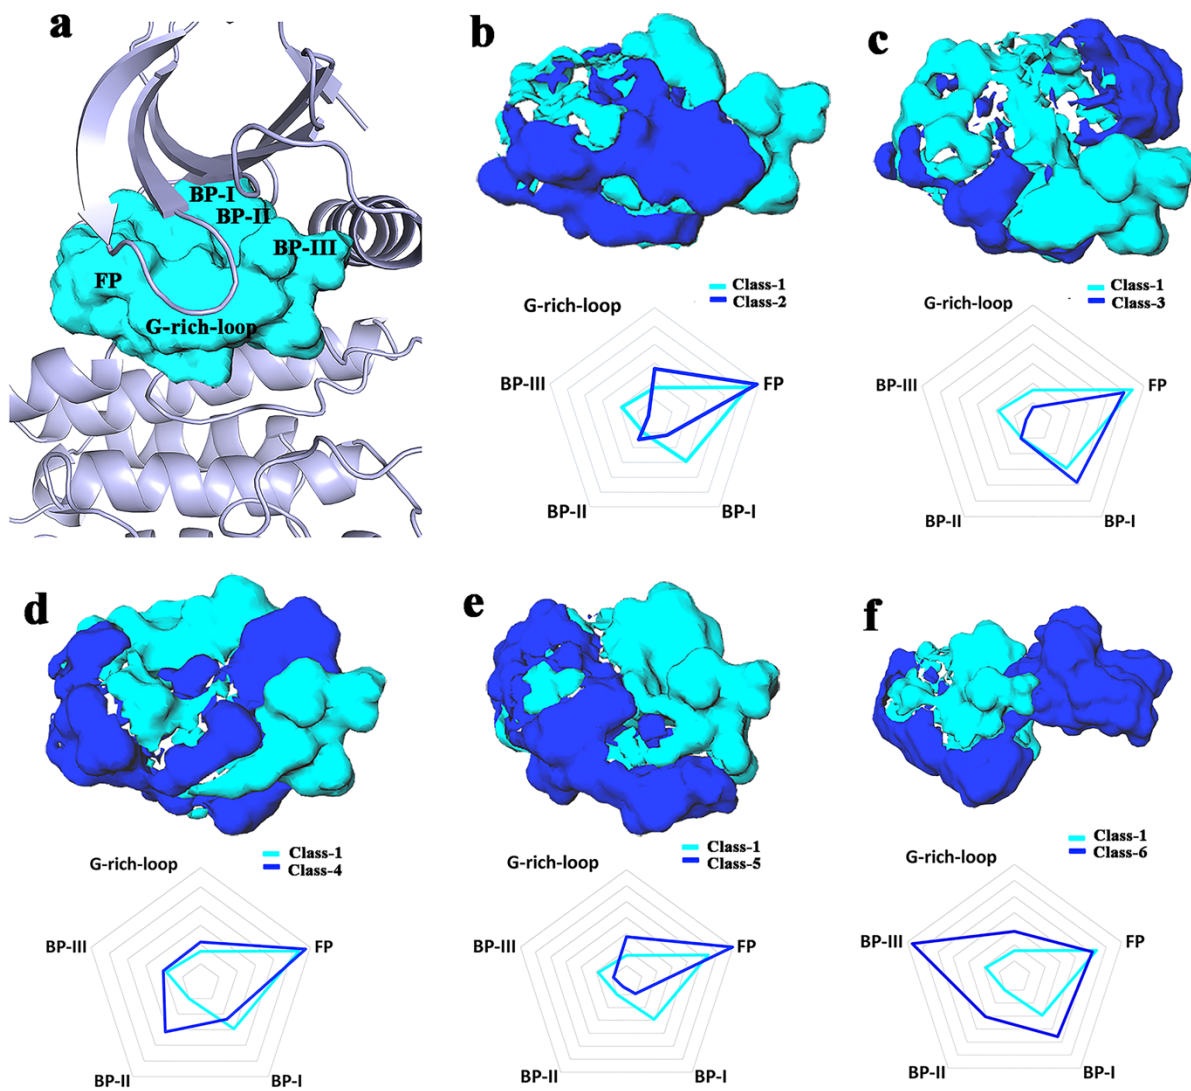 a
BP-I
BP-II
BP-III
FP
G-rich-loop
b
Class-1
Class-2
G-rich-loop
BP-III
FP
BP-II
BP-I
c
Class-1
Class-3
G-rich-loop
BP-III
FP
BP-II
BP-I
d
Class-1
Class-4
G-rich-loop
BP-III
FP
BP-II
BP-I
e
Class-1
Class-5
G-rich-loop
BP-III
FP
BP-II
BP-I
f
Class-1
Class-6
G-rich-loop
BP-III
FP
BP-II
BP-I